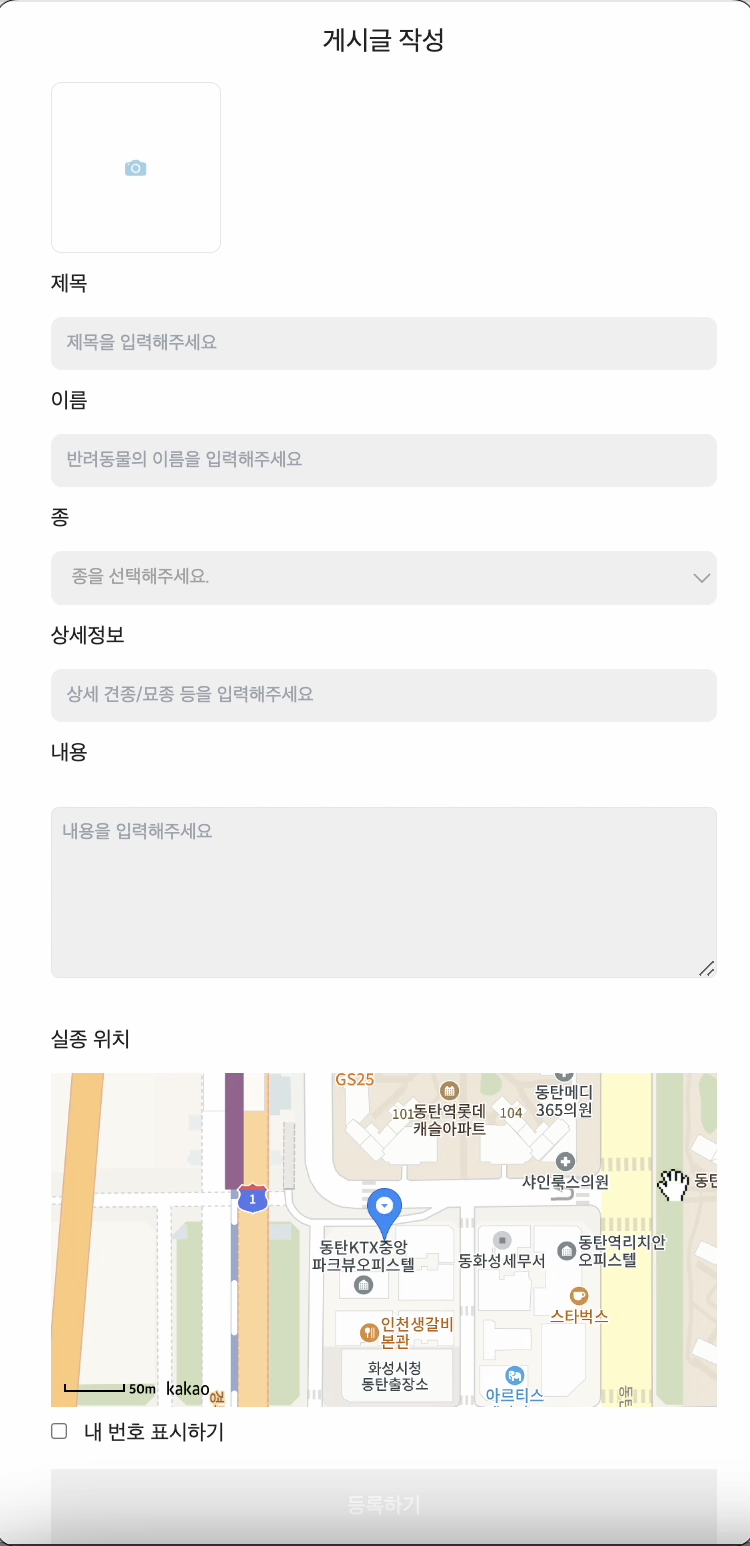 게시글 작성
제목
제목을 입력해주세요
이름
반려동물의 이름을 입력해주세요
종
종을 선택해주세요.
상세정보
상세 견종/묘종 등을 입력해주세요
내용
내용을 입력해주세요
실종 위치
GS25
동탄메디
365의원
101
동탄역롯데
캐슬아파트
104
샤인룩스의원
동탄
1
동탄KTX중앙
파크뷰오피스텔
동화성세무서
동탄역리치안
오피스텔
스타벅스
인천생갈비
본관
화성시청
동탄출장소
아르티스
50m
kakao
내 번호 표시하기
등록하기